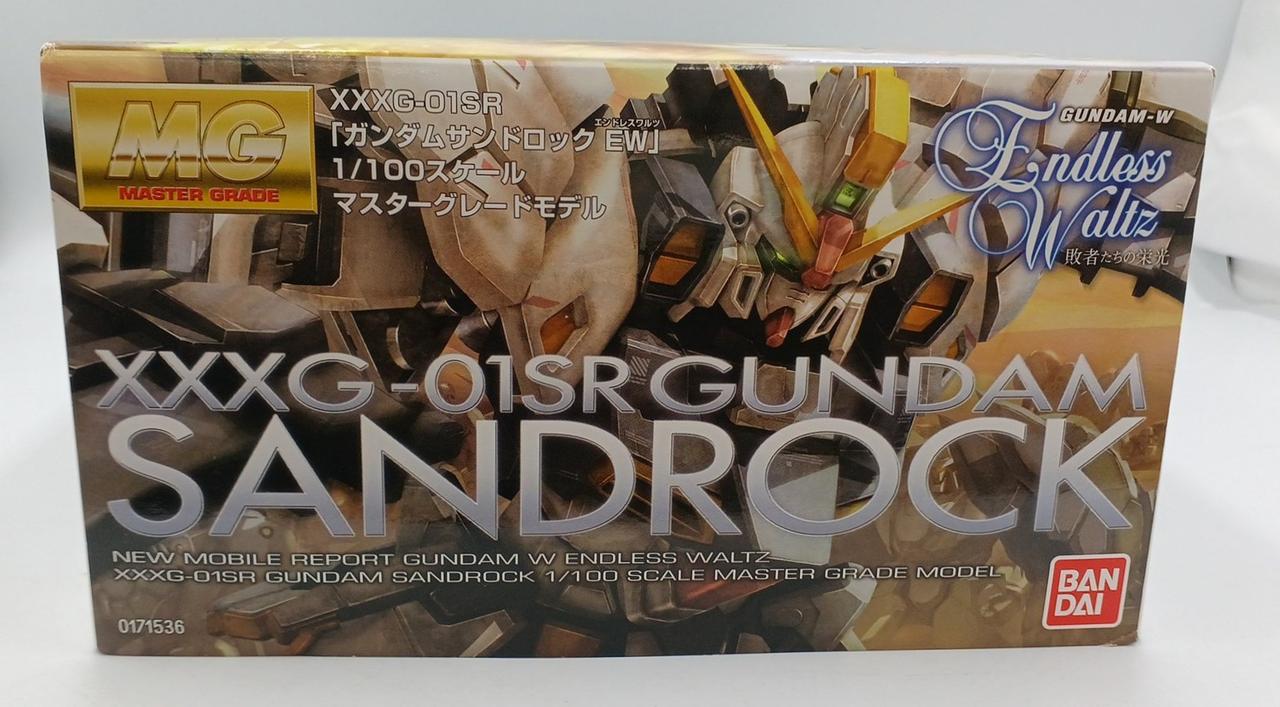 MG
MASTER GRADE
XXXG-01SR
エンドレスワルツ
「ガンダムサンドロック EW」
1/100スケール
マスターグレードモデル
GUNDAM-W
Endless
Waltz
敗者たちの栄光
XXXG-01SR GUNDAM
SANDROCK
NEW MOBILE REPORT GUNDAM W ENDLESS WALTZ
XXXG-01SR GUNDAM SANDROCK 1/100 SCALE MASTER GRADE MODEL
0171536
BAN
DAI